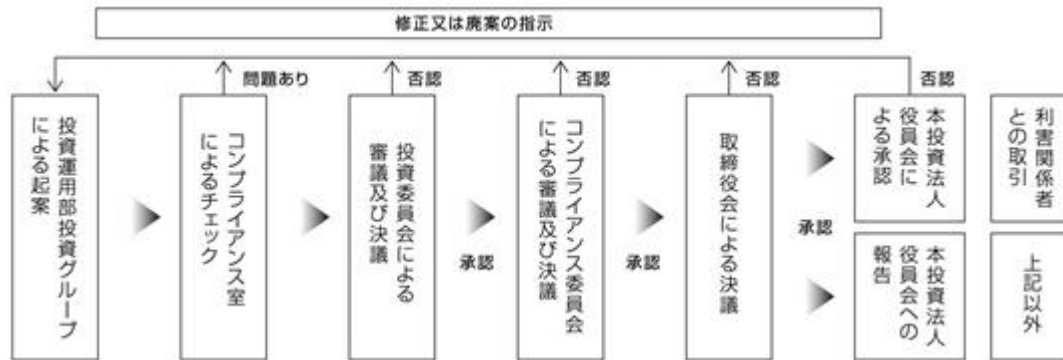 修正又は廃案の指示
問題あり
否認
否認
否認
否認
投資運用部投資グループ
による起案
コンプライアンス室
によるチェック
投資委員会による
審議及び決議
承認
コンプライアンス委員会
による審議及び決議
承認
取締役会による決議
承認
本投資法人
役員会に
よる承認
利害関係者
との取引
本投資法人
役員会への
報告
上記以外